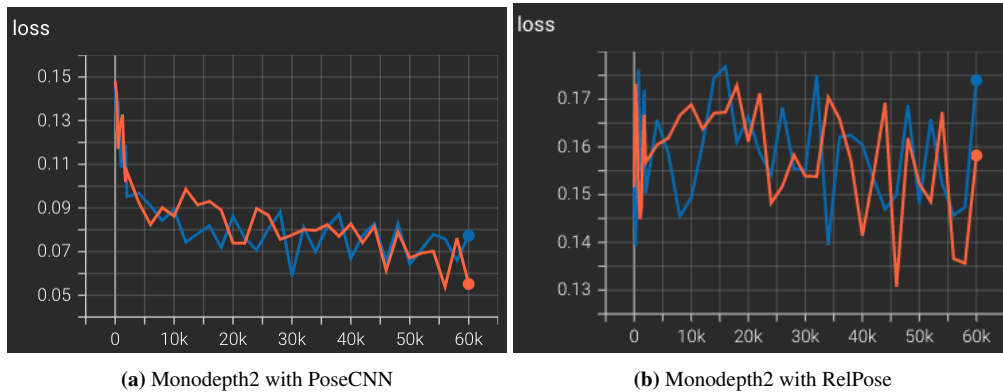 loss
0.15
0.13
0.11
0.09
0.07
0.05
0 10k 20k 30k 40k 50k 60k
(a) Monodepth2 with PoseCNN
loss
0.17
0.16
0.15
0.14
0.13
0 10k 20k 30k 40k 50k 60k
(b) Monodepth2 with RelPose